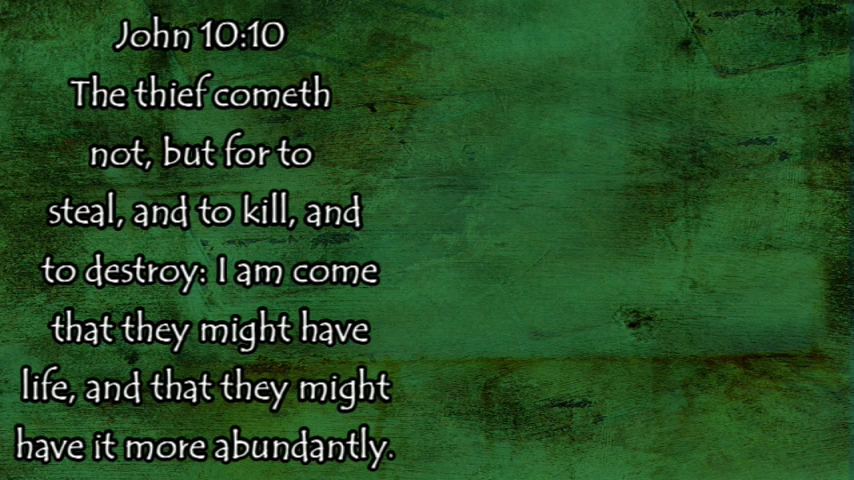 John 10:10
The thief cometh
not, but for to
steal, and to kill, and
to destroy: I am come
that they might have
life, and that they might
have it more abundantly.